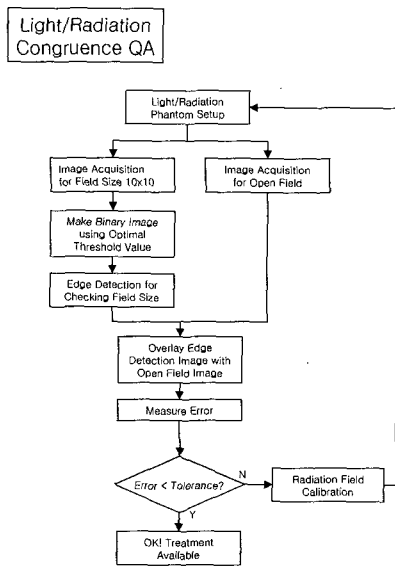 Light/Radiation
Congruence QA
Light/Radiation
Phantom Setup
Image Acquisition
for Field Size 10x10
Image Acquisition
for Open Field
Make Binary Image
using Optimal
Threshold Value
Edge Detection for
Checking Field Size
Overlay Edge
Detection Image with
Open Field Image
Measure Error
Error < Tolerance?
N
Radiation Field
Calibration
Y
OK! Treatment
Available